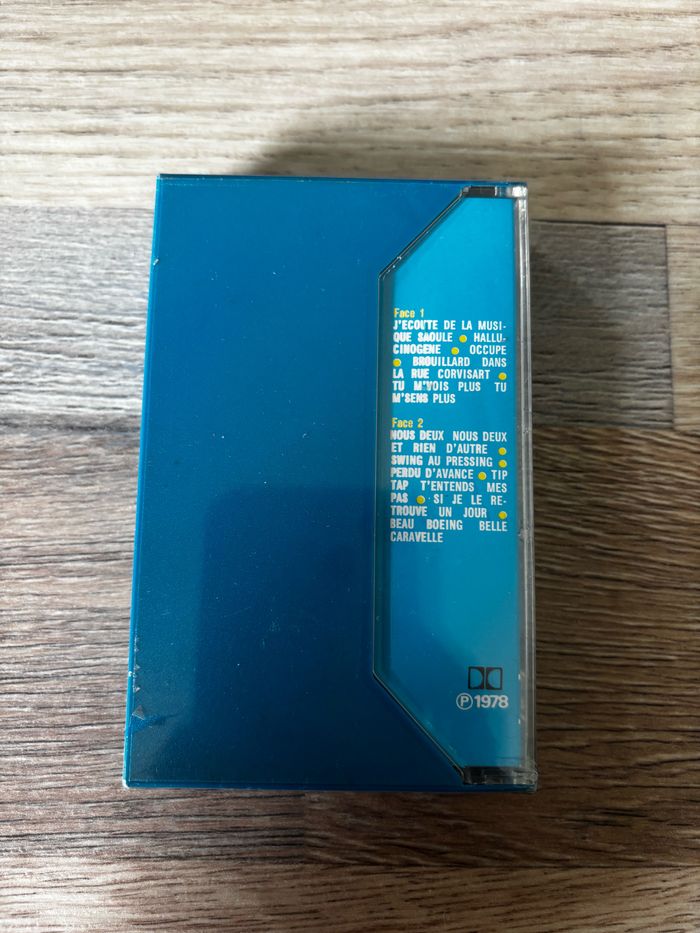 Face 1
J'ECOUTE DE LA MUSI-
QUE SAOULE ● HALLU-
CINOGENE ● OCCUPE
● BROUILLARD DANS
LA RUE CORVISART ●
TU M'VOIS PLUS TU
M'SENS PLUS
Face 2
NOUS DEUX NOUS DEUX
ET RIEN D'AUTRE ●
SWING AU PRESSING ●
PERDU D'AVANCE ● TIP
TAP T'ENTENDS MES
PAS ● SI JE LE RE-
TROUVE UN JOUR ●
BEAU BOEING BELLE
CARAVELLE
Ⓟ 1978